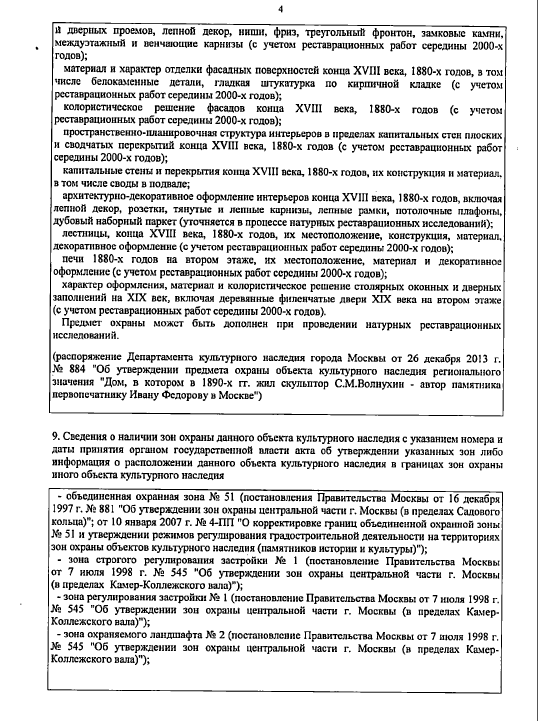 4
и дверных проемов, лепной декор, ниши, фриз, треугольный фронтон, замковые камни,
междуэтажный и венчающие карнизы (с учетом реставрационных работ середины 2000-х
годов);
материал и характер отделки фасадных поверхностей конца XVIII века, 1880-х годов, в том
числе белокаменные детали, гладкая штукатурка по кирпичной кладке (с учетом
реставрационных работ середины 2000-х годов);
колористическое решение фасадов конца XVIII века, 1880-х годов (с учетом
реставрационных работ середины 2000-х годов);
пространственно-планировочная структура интерьеров в пределах капитальных стен плоских
и сводчатых перекрытий конца XVIII века, 1880-х годов (с учетом реставрационных работ
середины 2000-х годов);
капитальные стены и перекрытия конца XVIII века, 1880-х годов, их конструкция и материал,
в том числе своды в подвале;
архитектурно-декоративное оформление интерьеров конца XVIII века, 1880-х годов, включая
лепной декор, розетки, тянутые и лепные карнизы, лепные рамки, потолочные плафоны,
дубовый наборный паркет (уточняется в процессе натурных реставрационных исследований);
лестницы, конца XVIII века, 1880-х годов, их местоположение, конструкция, материал,
декоративное оформление (с учетом реставрационных работ середины 2000-х годов);
печи 1880-х годов на втором этаже, их местоположение, материал и декоративное
оформление (с учетом реставрационных работ середины 2000-х годов);
характер оформления, материал и колористическое решение столярных оконных и дверных
заполнений на XIX век, включая деревянные филенчатые двери XIX века на втором этаже
(с учетом реставрационных работ середины 2000-х годов).
Предмет охраны может быть дополнен при проведении натурных реставрационных
исследований.
(распоряжение Департамента культурного наследия города Москвы от 26 декабря 2013 г.
№ 884 "Об утверждении предмета охраны объекта культурного наследия регионального
значения "Дом, в котором в 1890-х гг. жил скульптор С.М.Волнухин - автор памятника
первопечатнику Ивану Федорову в Москве")
9. Сведения о наличии зон охраны данного объекта культурного наследия с указанием номера и
даты принятия органом государственной власти акта об утверждении указанных зон либо
информация о расположении данного объекта культурного наследия в границах зон охраны
иного объекта культурного наследия
- объединенная охранная зона № 51 (постановления Правительства Москвы от 16 декабря
1997 г. № 881 "Об утверждении зон охраны центральной части г. Москвы (в пределах Садового
кольца)"; от 10 января 2007 г. № 4-ПП "О корректировке границ объединенной охранной зоны
№ 51 и утверждении режимов регулирования градостроительной деятельности на территориях
зон охраны объектов культурного наследия (памятников истории и культуры)");
- зона строгого регулирования застройки № 1 (постановление Правительства Москвы
от 7 июля 1998 г. № 545 "Об утверждении зон охраны центральной части г. Москвы
(в пределах Камер-Коллежского вала)");
- зона регулирования застройки № 1 (постановление Правительства Москвы от 7 июля 1998 г.
№ 545 "Об утверждении зон охраны центральной части г. Москвы (в пределах Камер-
Коллежского вала)");
- зона охраняемого ландшафта № 2 (постановление Правительства Москвы от 7 июля 1998 г.
№ 545 "Об утверждении зон охраны центральной части г. Москвы (в пределах Камер-
Коллежского вала)");